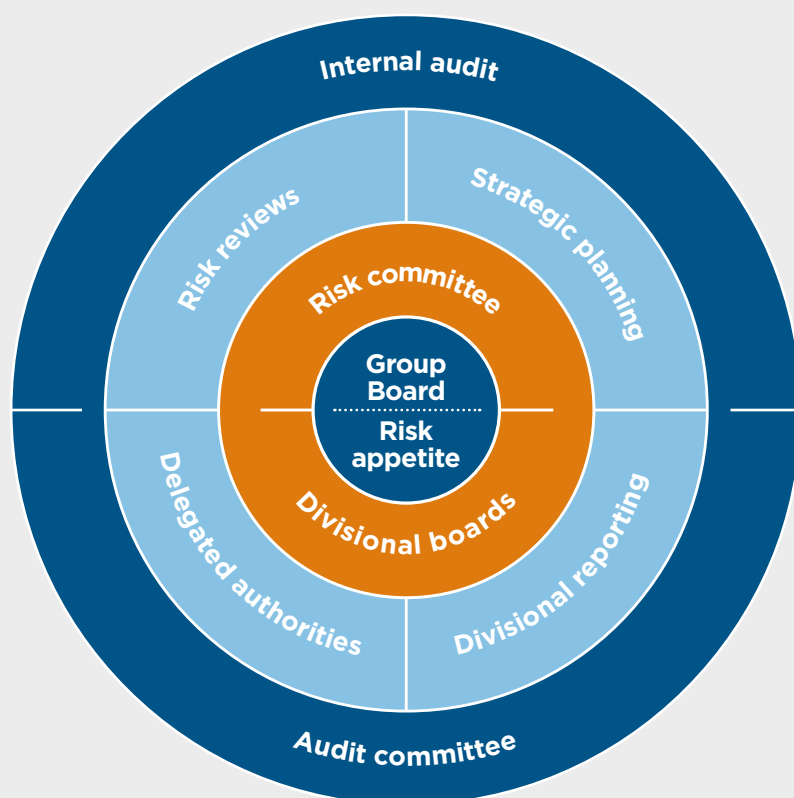 Internal audit
Risk reviews
Strategic planning
Risk committee
Group
Board
Risk
appetite
Divisional boards
Delegated authorities
Divisional reporting
Audit committee